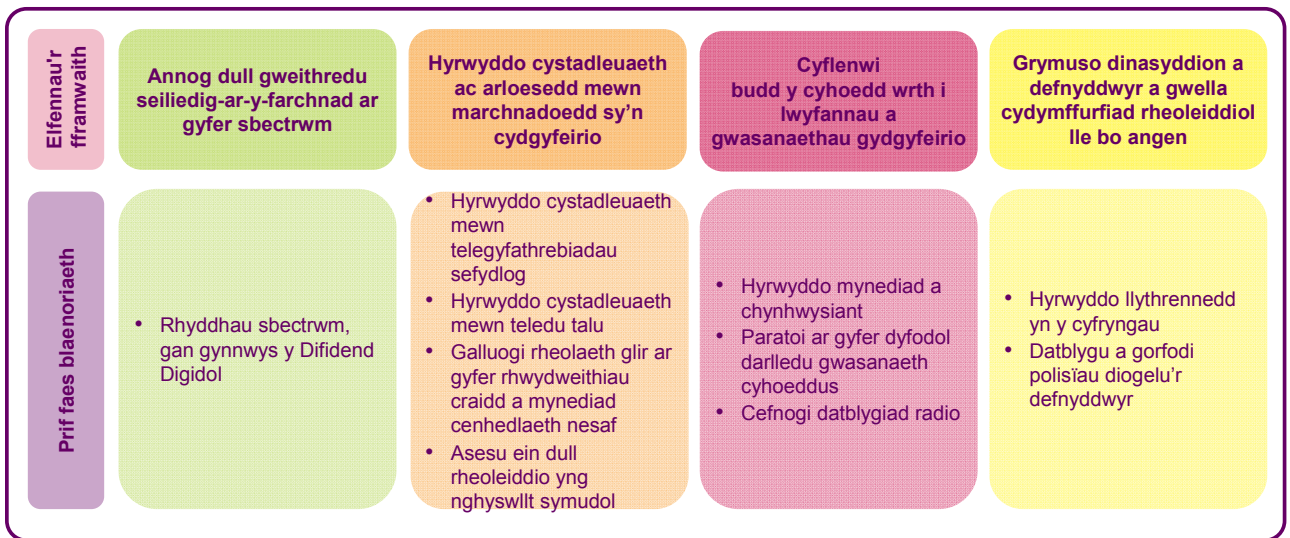 Elfennau'r
fframwaith
Annog dull gweithredu
seiliedig-ar-y-farchnad ar
gyfer sbectrwm
Hyrwyddo cystadleuaeth
ac arloesedd mewn
marchnadoedd sy'n
cydgyfeirio
Cyflenwi
budd y cyhoedd wrth i
lwyfannau a
gwasanaethau gydgyfeirio
Grymuso dinasyddion a
defnyddwyr a gwella
cydymffurfiad rheoleiddiol
lle bo angen
Prif faes blaenoriaeth
• Rhyddhau sbectrwm,
gan gynnwys y Difidend
Digidol
• Hyrwyddo cystadleuaeth
mewn
telegyfathrebiadau
sefydlog
• Hyrwyddo cystadleuaeth
mewn teledu talu
• Galluogi rheolaeth glir ar
gyfer rhwydweithiau
craidd a mynediad
cenhedlaeth nesaf
• Asesu ein dull
rheoleiddio yng
nghyswllt symudol
• Hyrwyddo mynediad a
chynhwysiant
• Paratoi ar gyfer dyfodol
darlledu gwasanaeth
cyhoeddus
• Cefnogi datblygiad radio
• Hyrwyddo llythrennedd
yn y cyfryngau
• Datblygu a gorfodi
polisïau diogelu'r
defnyddwyr